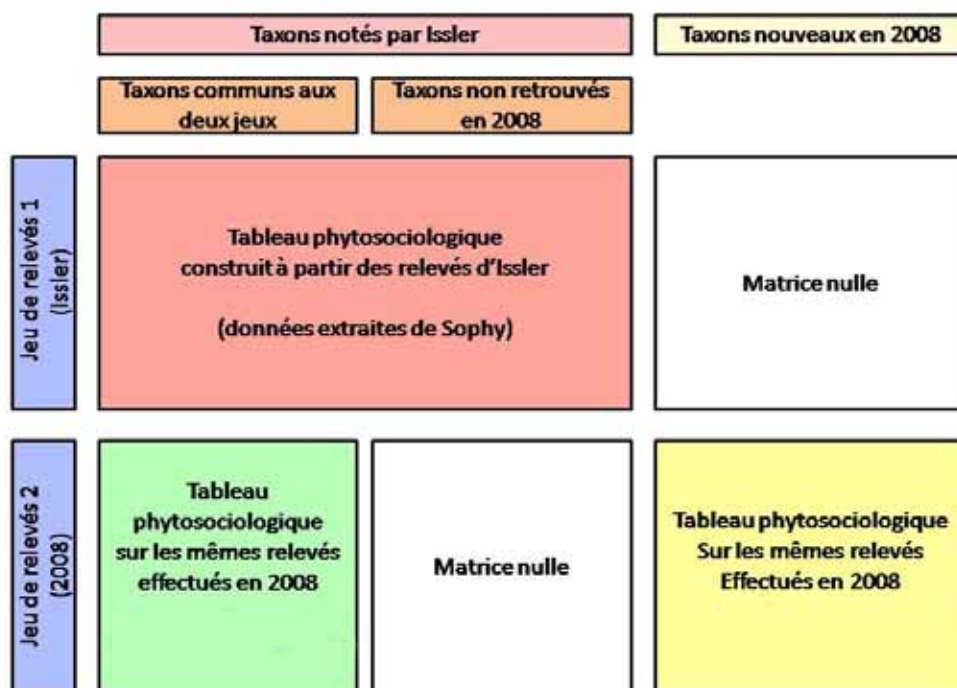 Taxons notés par Issler
Taxons nouveaux en 2008
Taxons communs aux
deux jeux
Taxons non retrouvés
en 2008
Jeu de relevés 1
(Issler)
Tableau phytosociologique
construit à partir des relevés d'Issler
(données extraites de Sophy)
Matrice nulle
Jeu de relevés 2
(2008)
Tableau
phytosociologique
sur les mêmes relevés
effectués en 2008
Matrice nulle
Tableau phytosociologique
Sur les mêmes relevés
Effectués en 2008